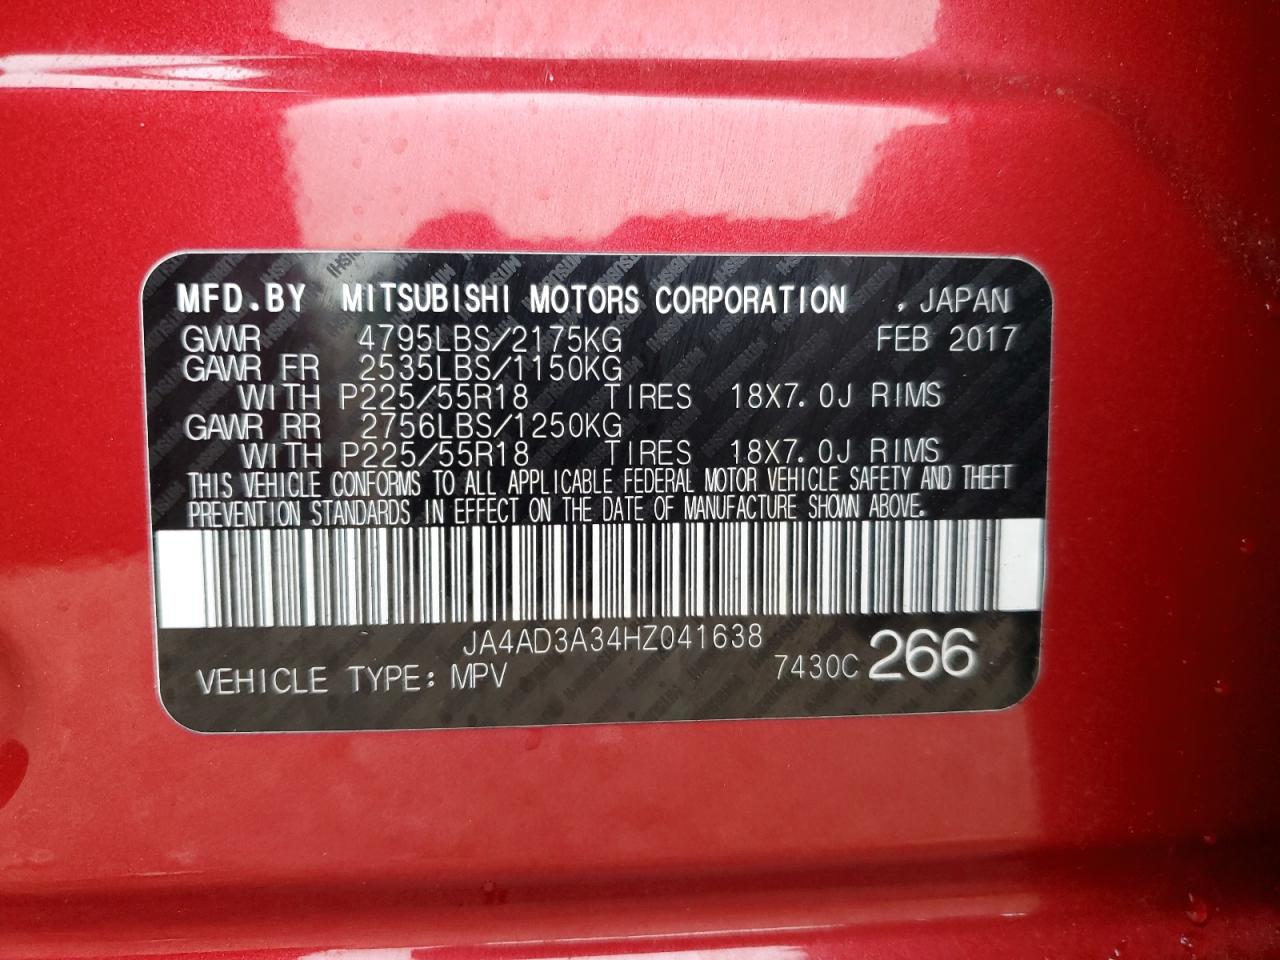 MFD.BY MITSUBISHI MOTORS CORPORATION , JAPAN
GVWR 4795LBS/2175KG FEB 2017
GAWR FR 2535LBS/1150KG
WITH P225/55R18 TIRES 18X7.0J RIMS
GAWR RR 2756LBS/1250KG
WITH P225/55R18 TIRES 18X7.0J RIMS
THIS VEHICLE CONFORMS TO ALL APPLICABLE FEDERAL MOTOR VEHICLE SAFETY AND THEFT
PREVENTION STANDARDS IN EFFECT ON THE DATE OF MANUFACTURE SHOWN ABOVE.
JA4AD3A34HZ041638
VEHICLE TYPE: MPV 7430C 266